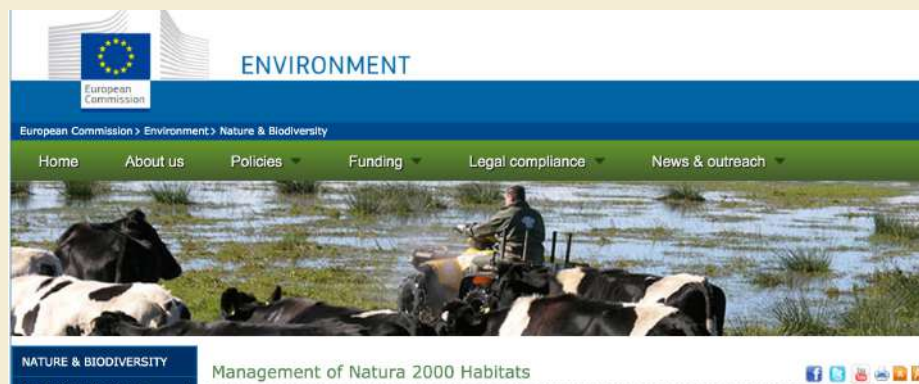 ENVIRONMENT
European
Commission
European Commission > Environment > Nature & Biodiversity
Home About us Policies Funding Legal compliance News & outreach
NATURE & BIODIVERSITY
Management of Natura 2000 Habitats